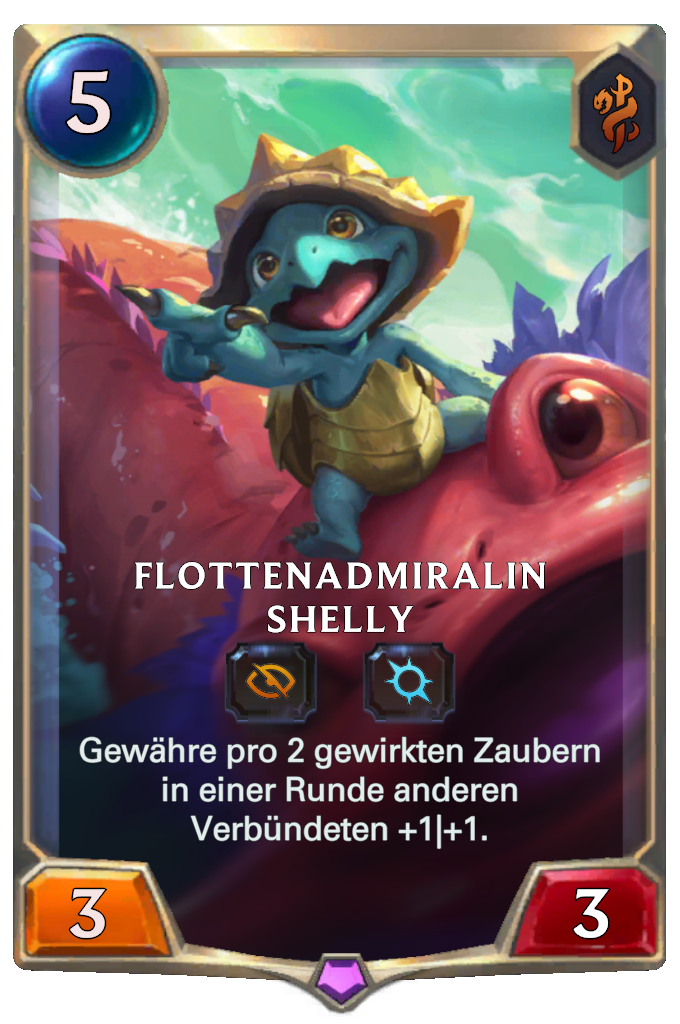 5
FLOTTENADMIRALIN
SHELLY
Gewähre pro 2 gewirkten Zaubern
in einer Runde anderen
Verbündeten +1|+1.
3
3